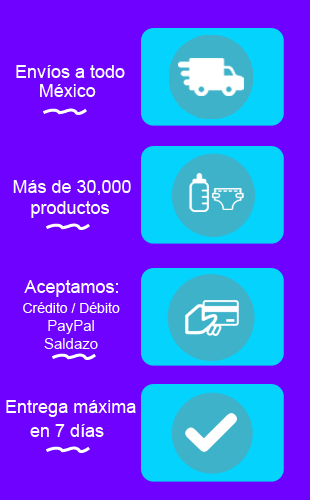 Envíos a todo
México
Más de 30,000
productos
Aceptamos:
Crédito / Débito
PayPal
Saldazo
Entrega máxima
en 7 días